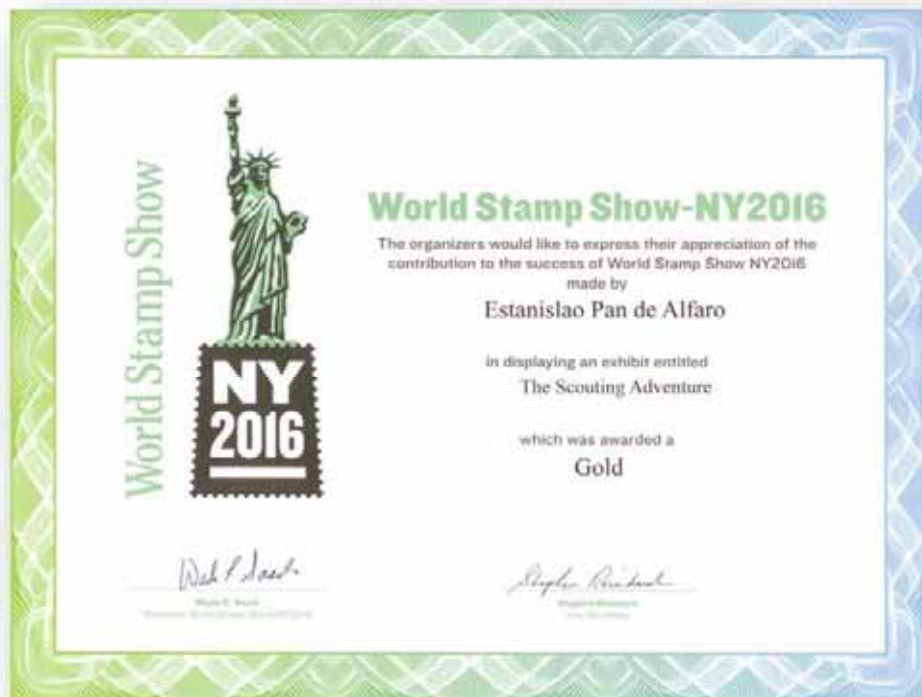 World Stamp Show
NY
2016
World Stamp Show-NY2016
The organizers would like to express their appreciation of the
contribution to the success of World Stamp Show NY2016
made by
Estanislao Pan de Alfaro
in displaying an exhibit entitled
The Scouting Adventure
which was awarded a
Gold